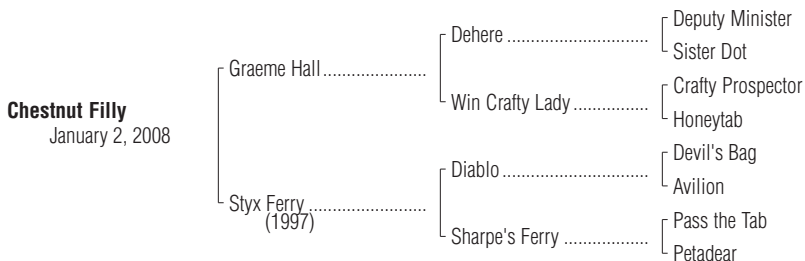 Deputy Minister
Dehere ................................
Sister Dot
Graeme Hall.......................
Crafty Prospector
Win Crafty Lady .................
Honeytab
Chestnut Filly
January 2, 2008
Devil's Bag
Diablo .................................
Avilion
Styx Ferry ..........................
(1997)
Pass the Tab
Sharpe's Ferry ...................
Petadear